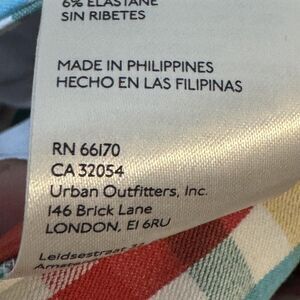 6% ELASTANE
SIN RIBETES
MADE IN PHILIPPINES
HECHO EN LAS FILIPINAS
RN 66170
CA 32054
Urban Outfitters, Inc.
146 Brick Lane
LONDON, E1 6RU
Leidsestraat